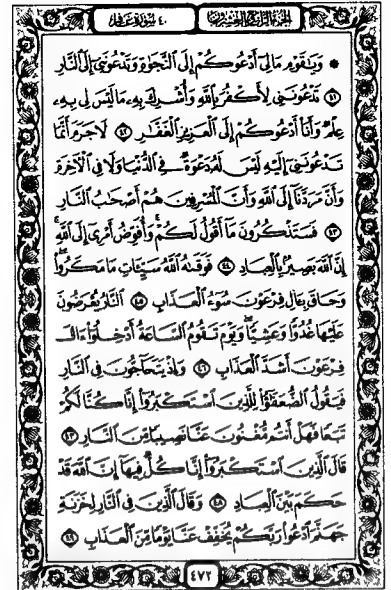 الجزء الرابع والعشرون
٤٠ سورة غافر
* وَيَٰقَوْمِ مَا لِىٓ أَدْعُوكُمْ إِلَى ٱلنَّجَوٰةِ وَتَدْعُونَنِىٓ إِلَى ٱلنَّارِ
٤١ تَدْعُونَنِى لِأَكْفُرَ بِٱللَّهِ وَأُشْرِكَ بِهِۦ مَا لَيْسَ لِى بِهِۦ
عِلْمٌ وَأَنَا۠ أَدْعُوكُمْ إِلَى ٱلْعَزِيزِ ٱلْغَفَّٰرِ ٤٢ لَا جَرَمَ أَنَّمَا
تَدْعُونَنِىٓ إِلَيْهِ لَيْسَ لَهُۥ دَعْوَةٌ فِى ٱلدُّنْيَا وَلَا فِى ٱلْءَاخِرَةِ
وَأَنَّ مَرَدَّنَآ إِلَى ٱللَّهِ وَأَنَّ ٱلْمُسْرِفِينَ هُمْ أَصْحَٰبُ ٱلنَّارِ
٤٣ فَسَتَذْكُرُونَ مَآ أَقُولُ لَكُمْ ۚ وَأُفَوِّضُ أَمْرِىٓ إِلَى ٱللَّهِ ۚ
إِنَّ ٱللَّهَ بَصِيرٌۢ بِٱلْعِبَادِ ٤٤ فَوَقَىٰهُ ٱللَّهُ سَيِّـَٔاتِ مَا مَكَرُوا۟ ۖ
وَحَاقَ بِـَٔالِ فِرْعَوْنَ سُوٓءُ ٱلْعَذَابِ ٤٥ ٱلنَّارُ يُعْرَضُونَ
عَلَيْهَا غُدُوًّا وَعَشِيًّا ۖ وَيَوْمَ تَقُومُ ٱلسَّاعَةُ أَدْخِلُوٓا۟ ءَالَ
فِرْعَوْنَ أَشَدَّ ٱلْعَذَابِ ٤٦ وَإِذْ يَتَحَآجُّونَ فِى ٱلنَّارِ
فَيَقُولُ ٱلضُّعَفَٰٓؤُا۟ لِلَّذِينَ ٱسْتَكْبَرُوٓا۟ إِنَّا كُنَّا لَكُمْ
تَبَعًا فَهَلْ أَنتُم مُّغْنُونَ عَنَّا نَصِيبًا مِّنَ ٱلنَّارِ ٤٧
قَالَ ٱلَّذِينَ ٱسْتَكْبَرُوٓا۟ إِنَّا كُلٌّ فِيهَآ إِنَّ ٱللَّهَ قَدْ
حَكَمَ بَيْنَ ٱلْعِبَادِ ٤٨ وَقَالَ ٱلَّذِينَ فِى ٱلنَّارِ لِخَزَنَةِ
جَهَنَّمَ ٱدْعُوا۟ رَبَّكُمْ يُخَفِّفْ عَنَّا يَوْمًا مِّنَ ٱلْعَذَابِ ٤٩
٤٧٢